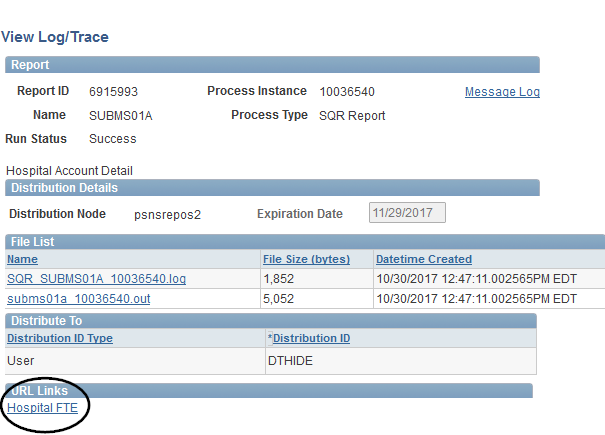 View Log/Trace
Report
Report ID 6915993 Process Instance 10036540 Message Log
Name SUBMS01A Process Type SQR Report
Run Status Success
Hospital Account Detail
Distribution Details
Distribution Node psnsrepos2 Expiration Date 11/29/2017
File List
Name File Size (bytes) Datetime Created
SQR_SUBMS01A_10036540.log 1,852 10/30/2017 12:47:11.002565PM EDT
subms01a_10036540.out 5,052 10/30/2017 12:47:11.002565PM EDT
Distribute To
Distribution ID Type *Distribution ID
User DTHIDE
URL Links
Hospital FTE